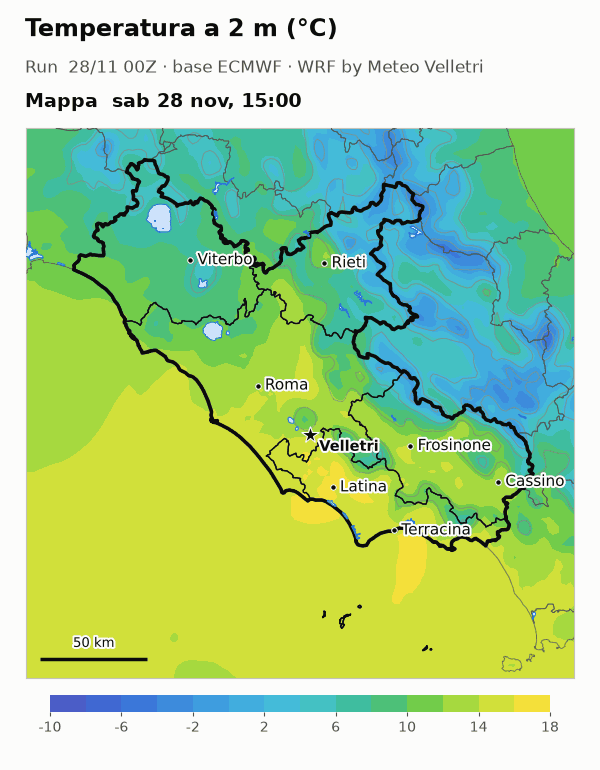 Temperatura a 2 m (°C)
Run  28/11 00Z · base ECMWF · WRF by Meteo Velletri
Mappa  sab 28 nov, 15:00
Viterbo
Rieti
Roma
Velletri
Frosinone
Latina
Cassino
Terracina
50 km
-10 -6 -2 2 6 10 14 18